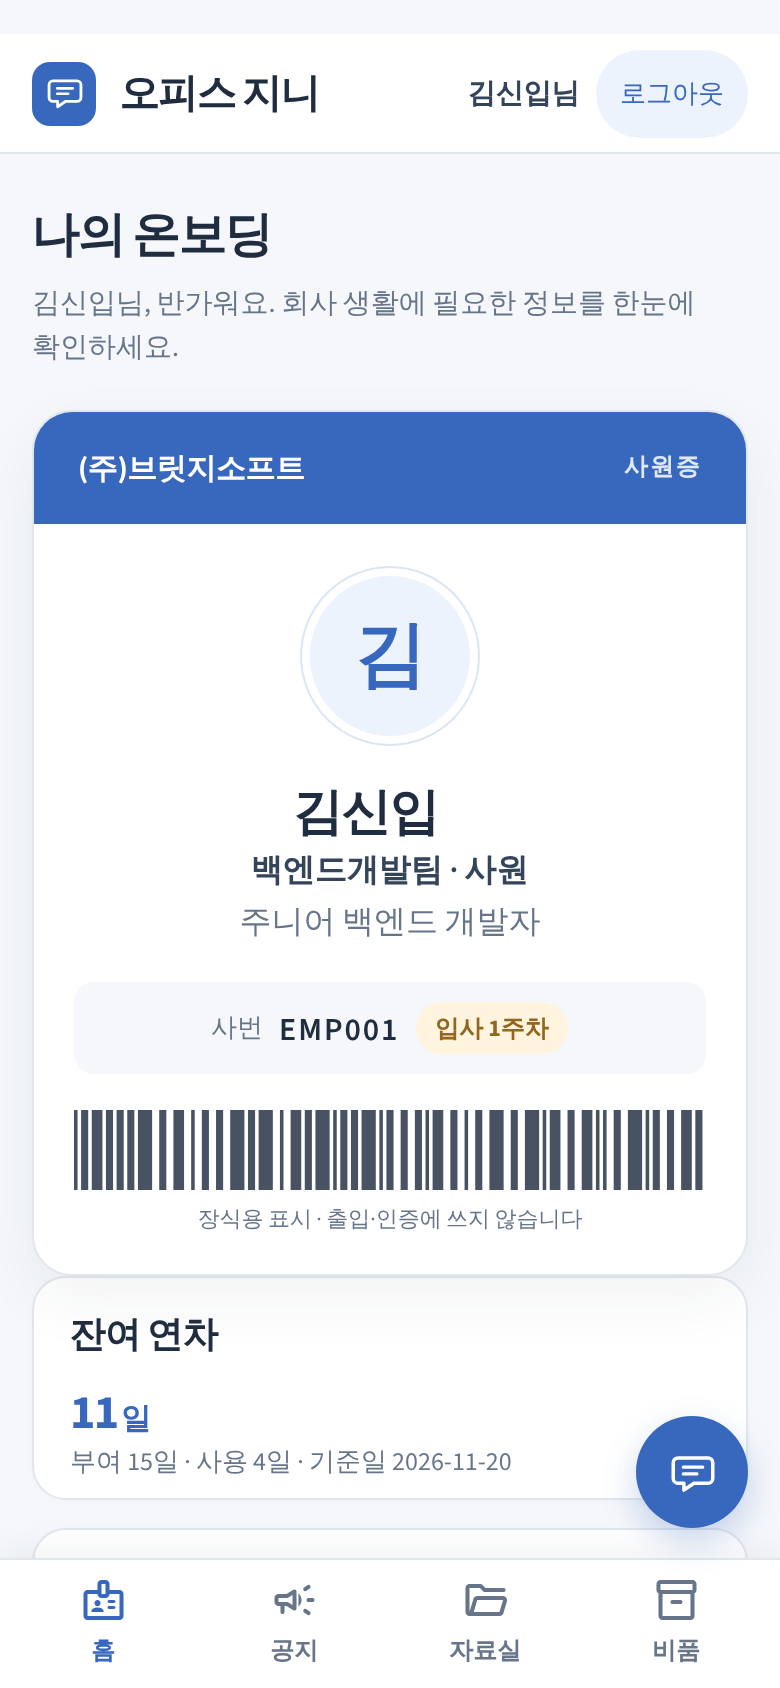 오피스 지니
김신입님
로그아웃
나의 온보딩
김신입님, 반가워요. 회사 생활에 필요한 정보를 한눈에
확인하세요.
(주)브릿지소프트
사원증
김
김신입
백엔드개발팀 · 사원
주니어 백엔드 개발자
사번 EMP001 입사 1주차
장식용 표시 · 출입·인증에 쓰지 않습니다
잔여 연차
11일
부여 15일 · 사용 4일 · 기준일 2026-11-20
홈
공지
자료실
비품